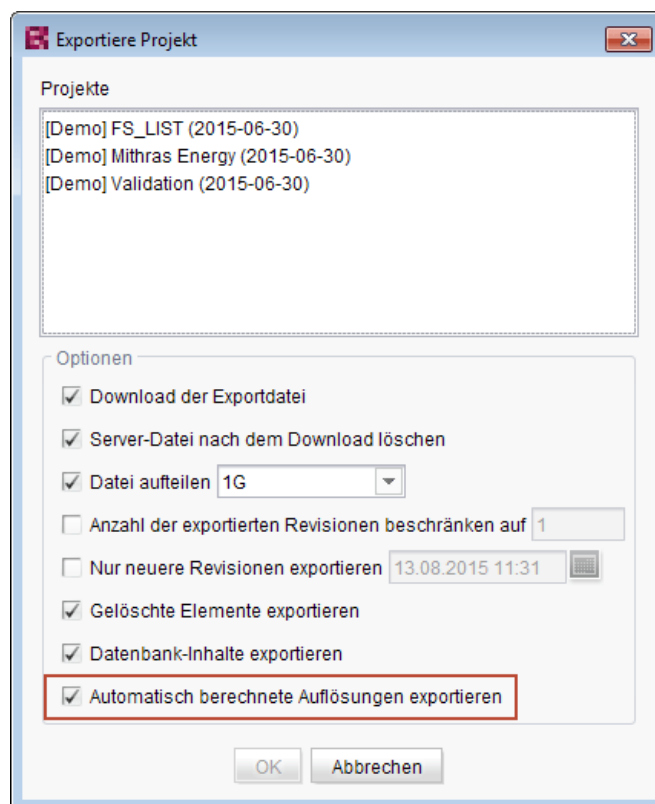 Exportiere Projekt
Projekte
[Demo] FS_LIST (2015-06-30)
[Demo] Mithras Energy (2015-06-30)
[Demo] Validation (2015-06-30)
Optionen
Download der Exportdatei
Server-Datei nach dem Download löschen
Datei aufteilen 1G
Anzahl der exportierten Revisionen beschränken auf 1
Nur neuere Revisionen exportieren 13.08.2015 11:31
Gelöschte Elemente exportieren
Datenbank-Inhalte exportieren
Automatisch berechnete Auflösungen exportieren
OK Abbrechen